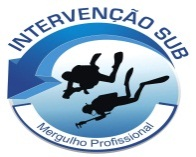 INTERVENÇÃO SUB
Mergulho Profissional